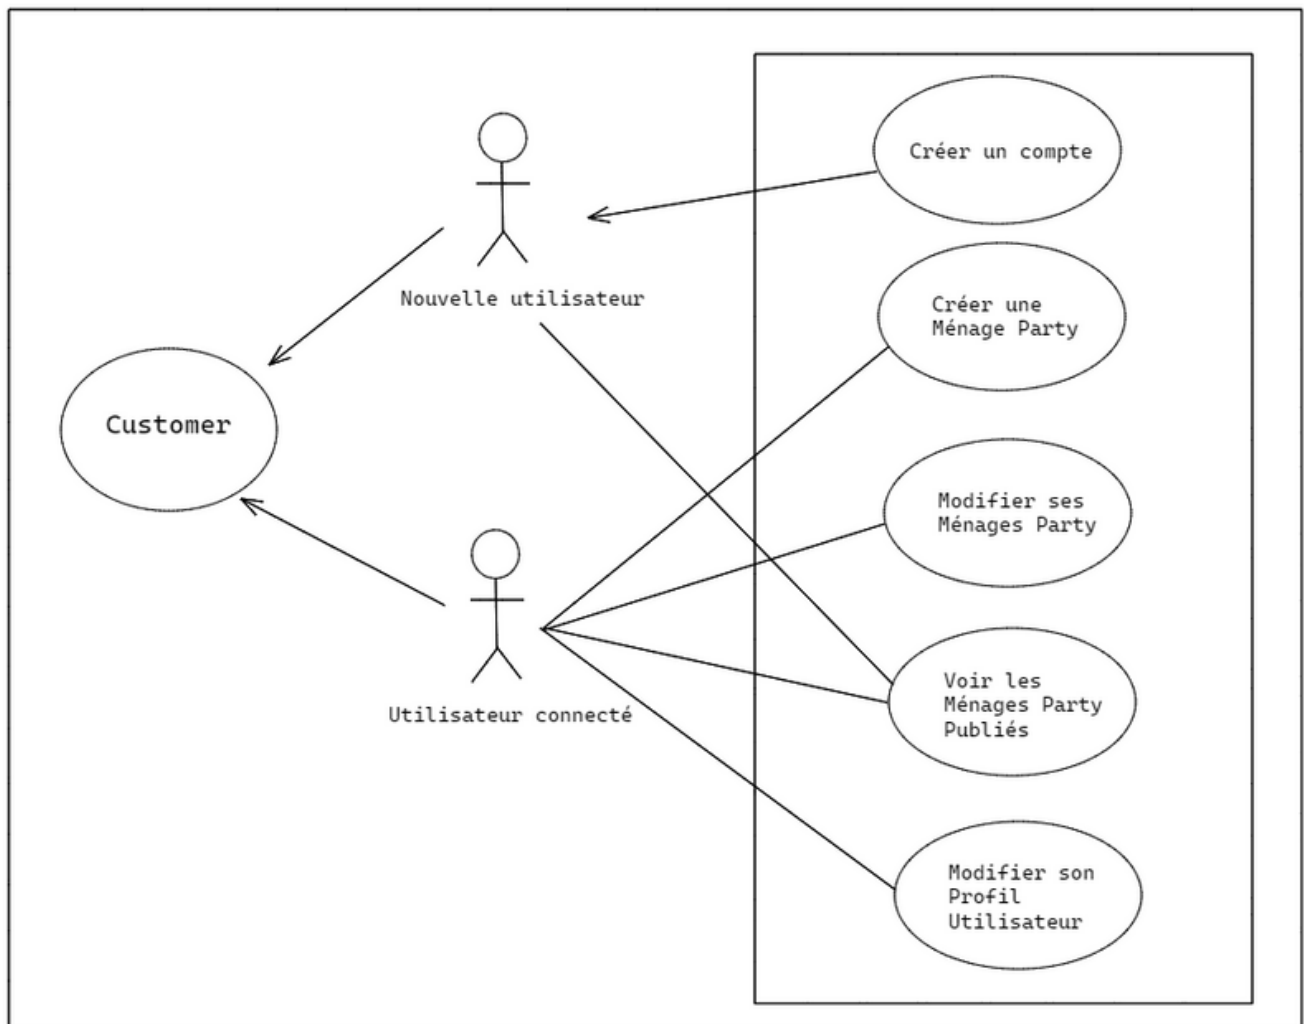 Créer un compte
Nouvelle utilisateur
Créer une
Ménage Party
Customer
Modifier ses
Ménages Party
Utilisateur connecté
Voir les
Ménages Party
Publiés
Modifier son
Profil
Utilisateur